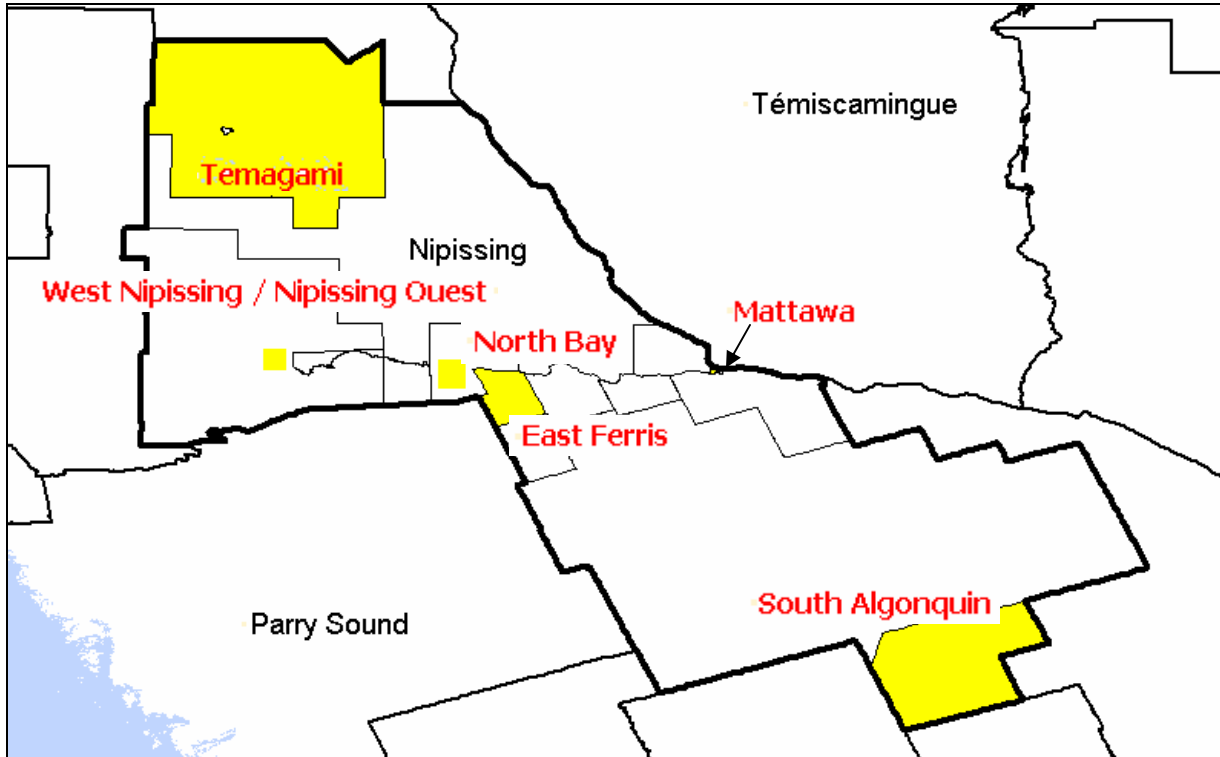 Témiscamingue
Temagami
Nipissing
West Nipissing / Nipissing Ouest
Mattawa
North Bay
East Ferris
South Algonquin
Parry Sound